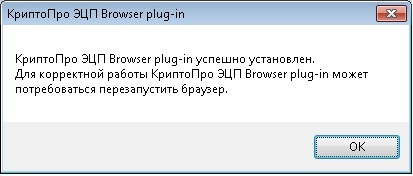 КриптоПро ЭЦП Browser plug-in
КриптоПро ЭЦП Browser plug-in успешно установлен.
Для корректной работы КриптоПро ЭЦП Browser plug-in может
потребоваться перезапустить браузер.
OK